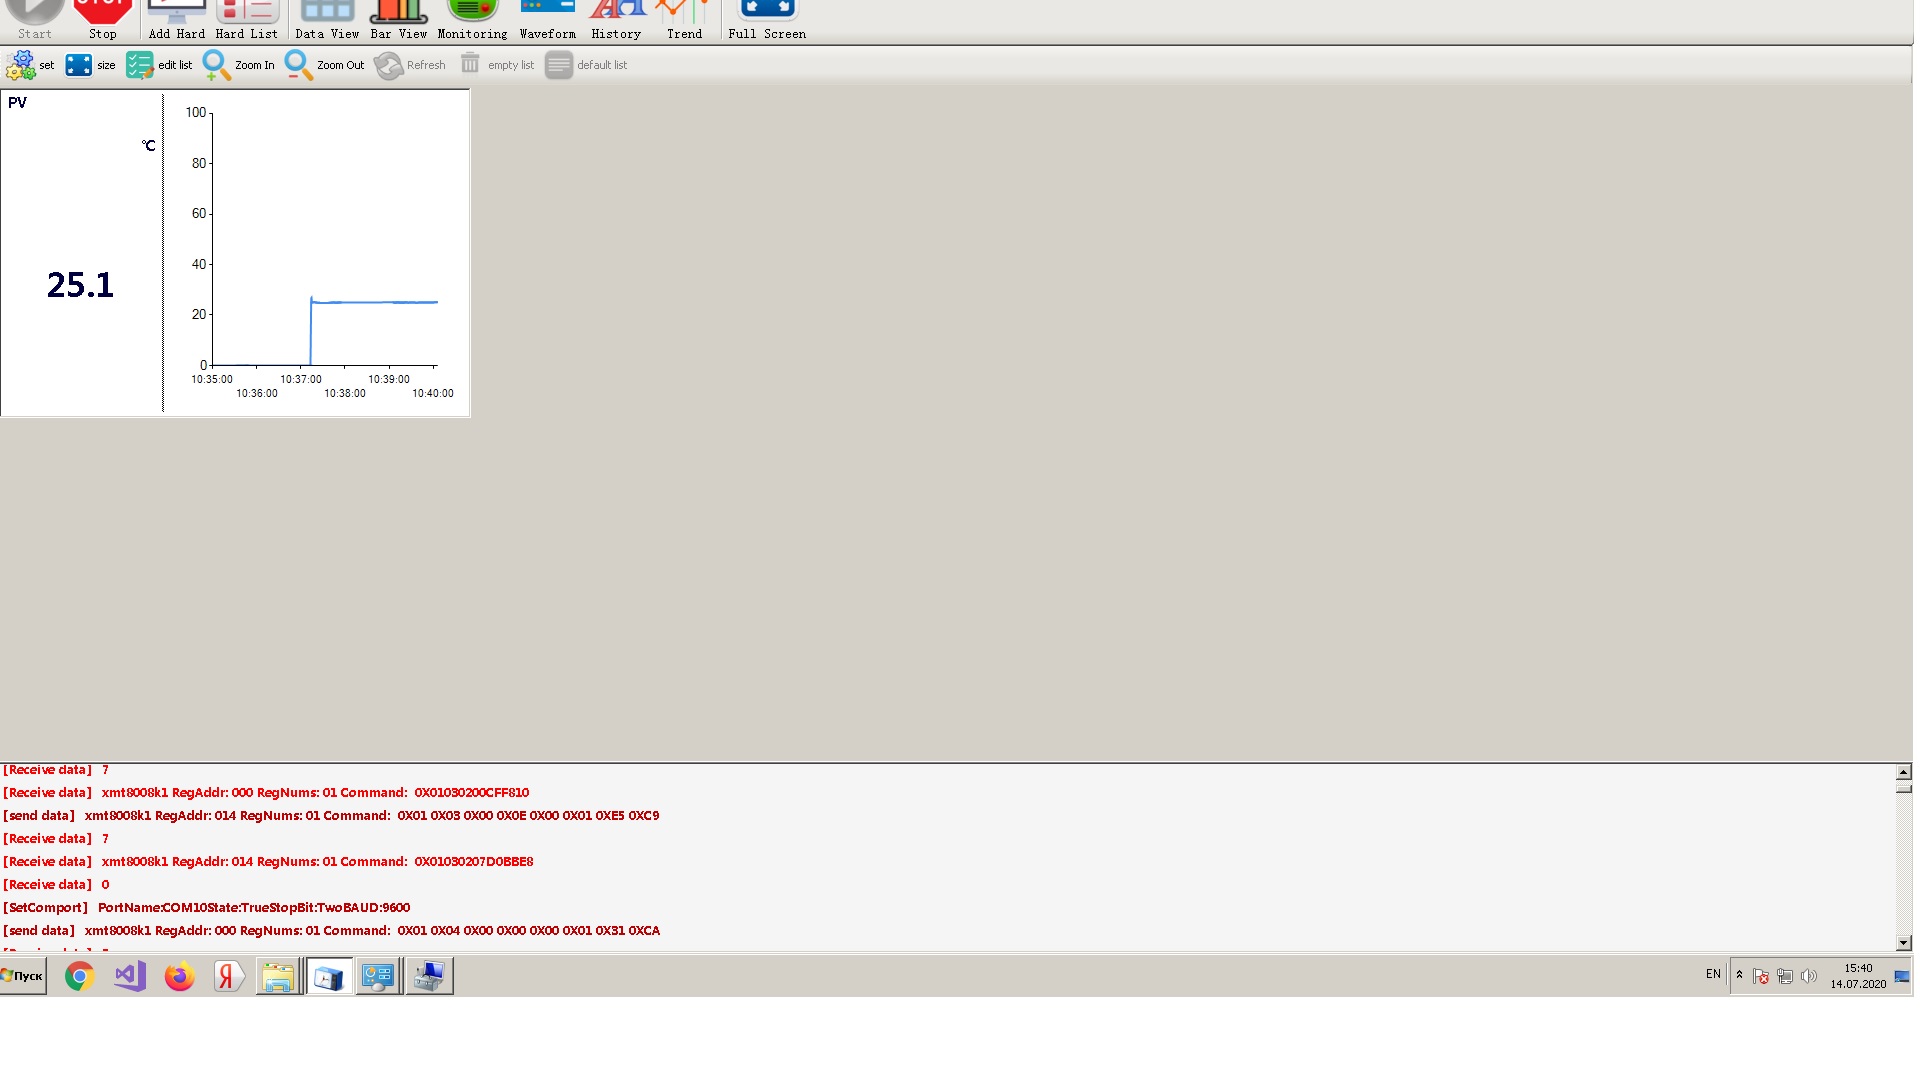 Start Stop Add Hard Hard List Data View Bar View Monitoring Waveform History Trend Full Screen
set size edit list Zoom In Zoom Out Refresh empty list default list
PV
℃
25.1
100
80
60
40
20
0
10:35:00 10:37:00 10:39:00
10:36:00 10:38:00 10:40:00
[Receive data] 7
[Receive data] xmt8008k1 RegAddr: 000 RegNums: 01 Command: 0X01030200CFF810
[send data] xmt8008k1 RegAddr: 014 RegNums: 01 Command: 0X01 0X03 0X00 0X0E 0X00 0X01 0XE5 0XC9
[Receive data] 7
[Receive data] xmt8008k1 RegAddr: 014 RegNums: 01 Command: 0X01030207D0BBE8
[Receive data] 0
[SetComport] PortName:COM10State:TrueStopBit:TwoBAUD:9600
[send data] xmt8008k1 RegAddr: 000 RegNums: 01 Command: 0X01 0X04 0X00 0X00 0X00 0X01 0X31 0XCA
Пуск
Я
EN
15:40
14.07.2020